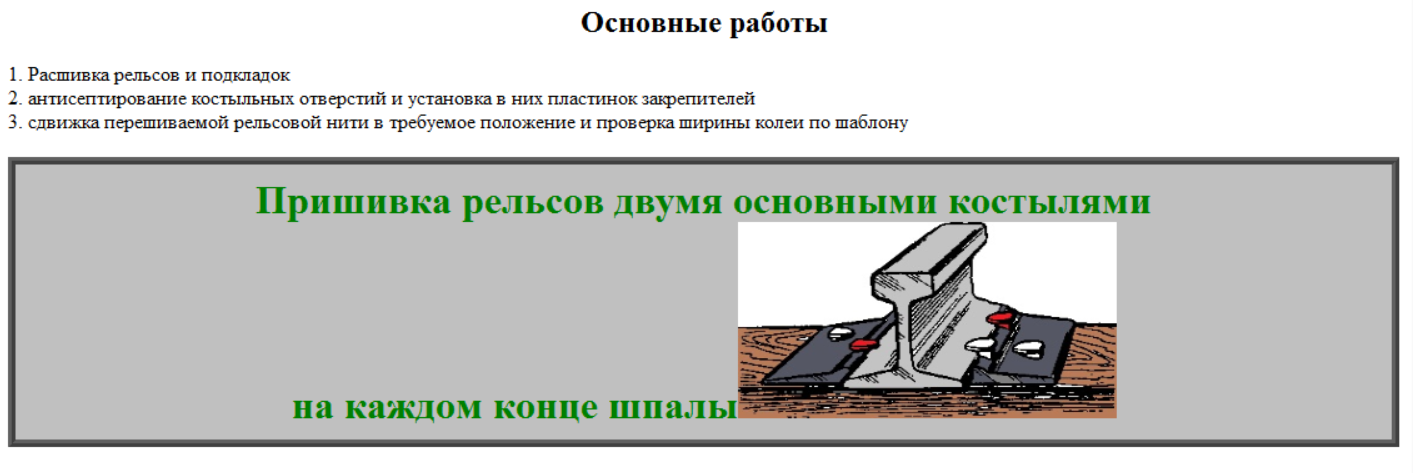 Основные работы
1. Расшивка рельсов и подкладок
2. антисептирование костыльных отверстий и установка в них пластинок закрепителей
3. сдвижка перешиваемой рельсовой нити в требуемое положение и проверка ширины колеи по шаблону
Пришивка рельсов двумя основными костылями
на каждом конце шпалы